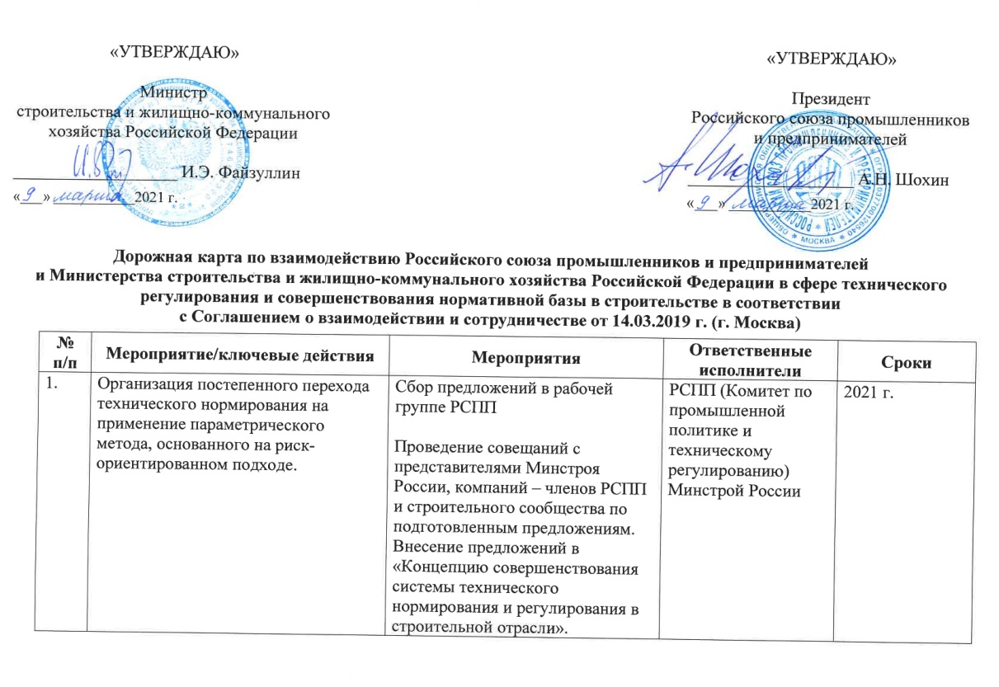 «УТВЕРЖДАЮ»
Министр
строительства и жилищно-коммунального
хозяйства Российской Федерации
И.Э. Файзуллин
«9» марта 2021 г.
«УТВЕРЖДАЮ»
Президент
Российского союза промышленников
и предпринимателей
А.Н. Шохин
«9» марта 2021 г.
Дорожная карта по взаимодействию Российского союза промышленников и предпринимателей
и Министерства строительства и жилищно-коммунального хозяйства Российской Федерации в сфере технического
регулирования и совершенствования нормативной базы в строительстве в соответствии
с Соглашением о взаимодействии и сотрудничестве от 14.03.2019 г. (г. Москва)
№
п/п
Мероприятие/ключевые действия
Мероприятия
Ответственные
исполнители
Сроки
1.
Организация постепенного перехода
технического нормирования на
применение параметрического
метода, основанного на риск-
ориентированном подходе.
Сбор предложений в рабочей
группе РСПП
Проведение совещаний с
представителями Минстроя
России, компаний – членов РСПП
и строительного сообщества по
подготовленным предложениям.
Внесение предложений в
«Концепцию совершенствования
системы технического
нормирования и регулирования в
строительной отрасли».
РСПП (Комитет по
промышленной
политике и
техническому
регулированию)
Минстрой России
2021 г.